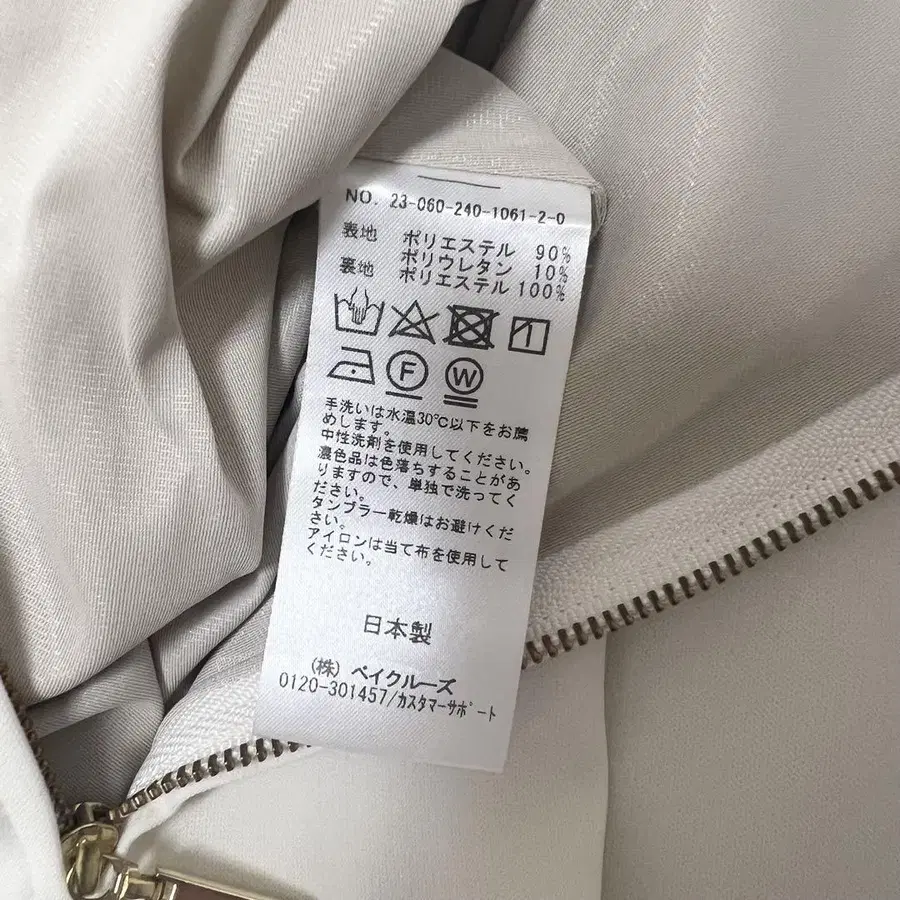 NO. 23-060-240-1061-2-0
表地 ポリエステル 90%
ポリウレタン 10%
裏地 ポリエステル 100%
F W
手洗いは水温30℃以下をお薦
めします。
中性洗剤を使用してください。
濃色品は色落ちすることがあ
りますので、単独で洗ってく
ださい。
タンブラー乾燥はお避けくだ
さい。
アイロンは当て布を使用して
ください。
日本製
(株) ベイクルーズ
0120-301457/カスタマーサポート